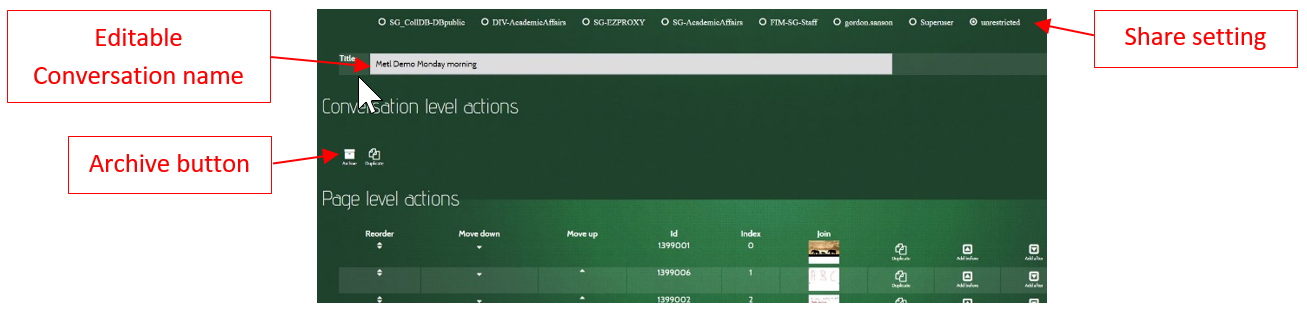 Editable
Conversation name
Share setting
Archive button
SG_CollDB-DBpublic DIV-AcademicAffairs SG-EZPROXY SG-AcademicAffairs FIM-SG-Staff gordon.sanson Superuser unrestricted
Title Metl Demo Monday morning
Conversation level actions
Archive Duplicate
Page level actions
Reorder Move down Move up Id Index Join
1399001 0
Duplicate Add before Add after
1399006 1 A B C
Duplicate Add before Add after
1399002 2